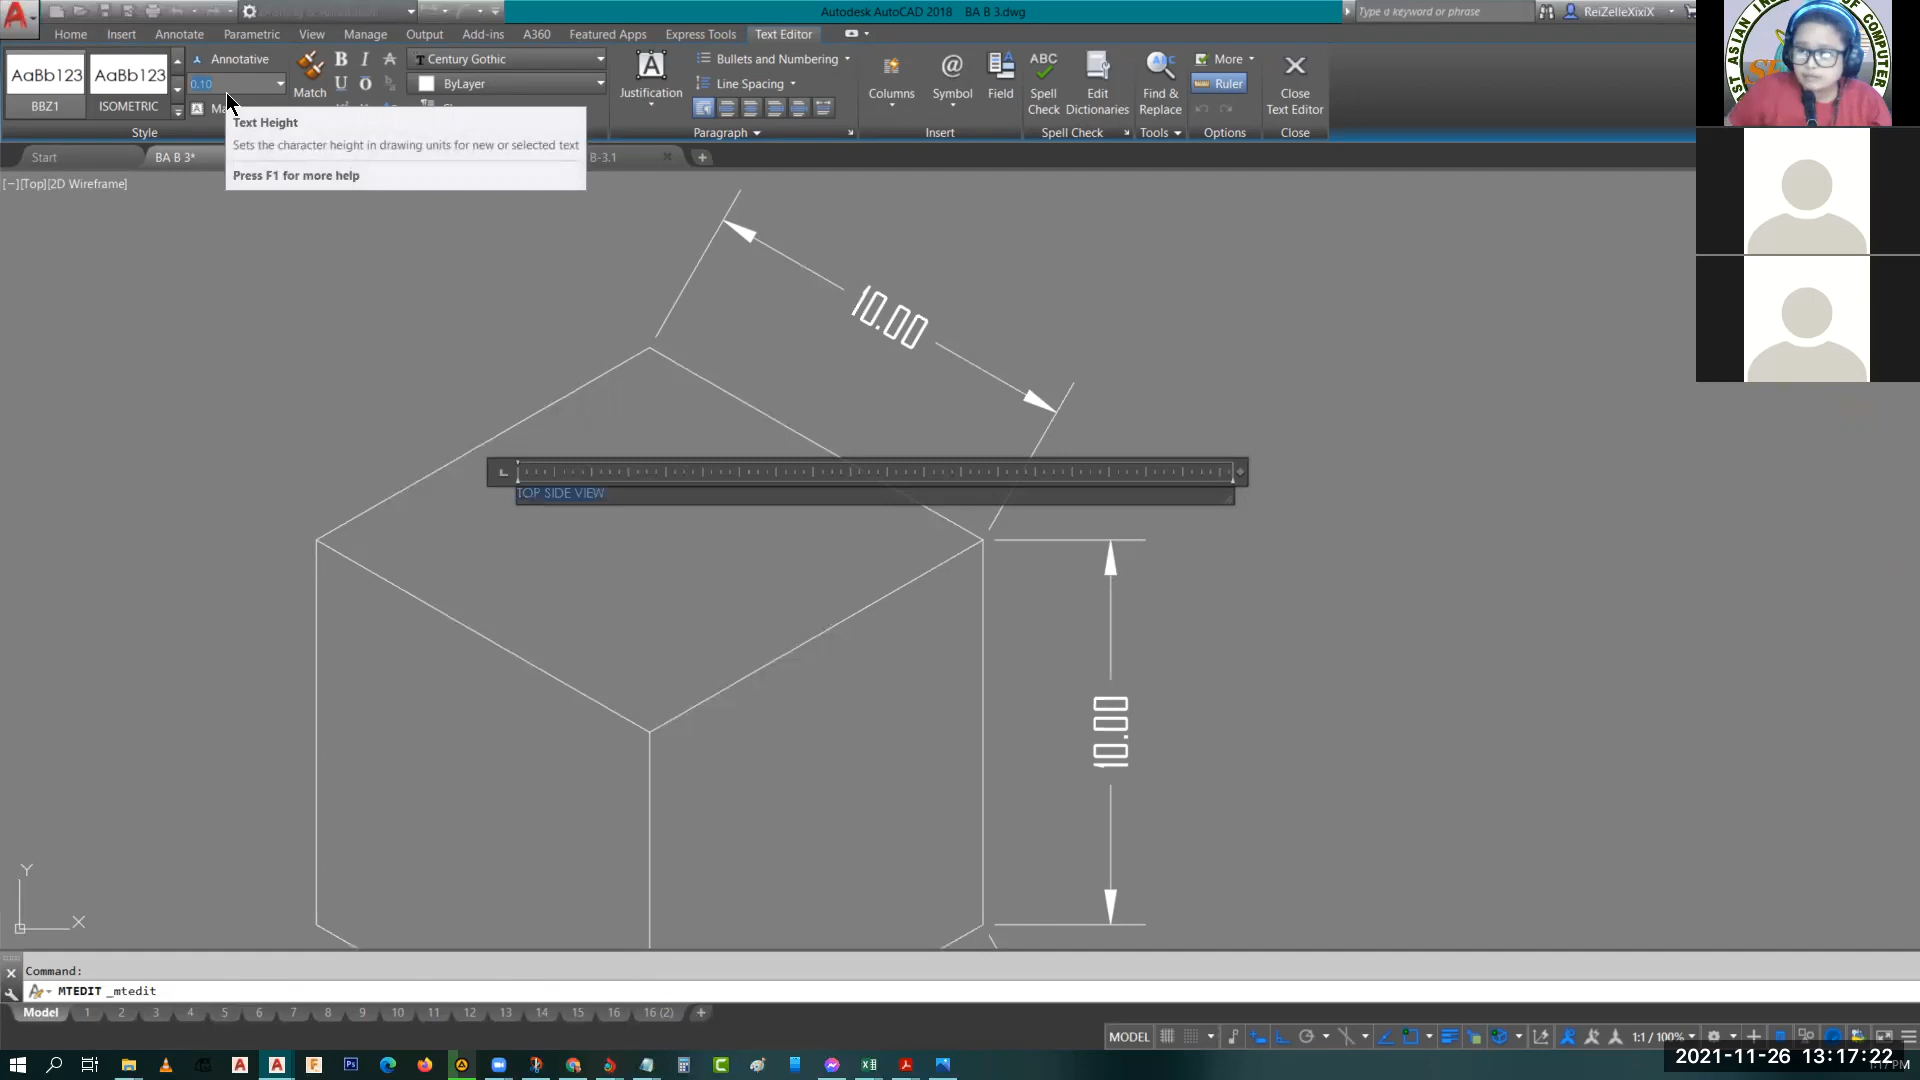 Autodesk AutoCAD 2018 BA B 3.dwg
Type a keyword or phrase
ReiZelleXixiX
Home Insert Annotate Parametric View Manage Output Add-ins A360 Featured Apps Express Tools Text Editor
AaBb123 AaBb123
BBZ1 ISOMETRIC
Style
Annotative
0.10
Match
B I A
U O
Century Gothic
ByLayer
A
Justification
Bullets and Numbering
Line Spacing
Paragraph
Columns
@
Symbol
Field
Insert
ABC
Spell Check
Edit Dictionaries
Spell Check
Find & Replace
Tools
More
Ruler
Options
Close Text Editor
Close
Text Height
Sets the character height in drawing units for new or selected text
Press F1 for more help
Start BA B 3* B-3.1
[−][Top][2D Wireframe]
10.00
TOP SIDE VIEW
10.00
Y
X
Command:
MTEDIT _mtedit
Model 1 2 3 4 5 6 7 8 9 10 11 12 13 14 15 16 16 (2)
MODEL 1:1 / 100%
2021-11-26 13:17:22